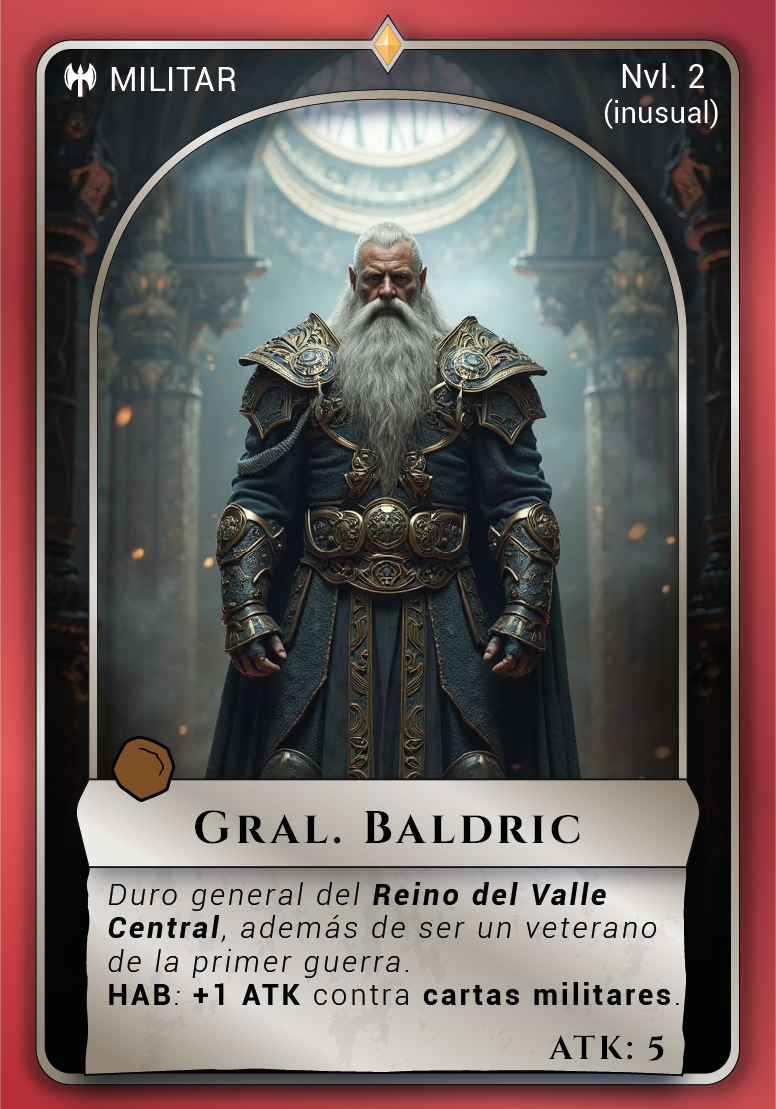 MILITAR
Nvl. 2
(inusual)
GRAL. BALDRIC
Duro general del Reino del Valle
Central, además de ser un veterano
de la primer guerra.
HAB: +1 ATK contra cartas militares.
ATK: 5